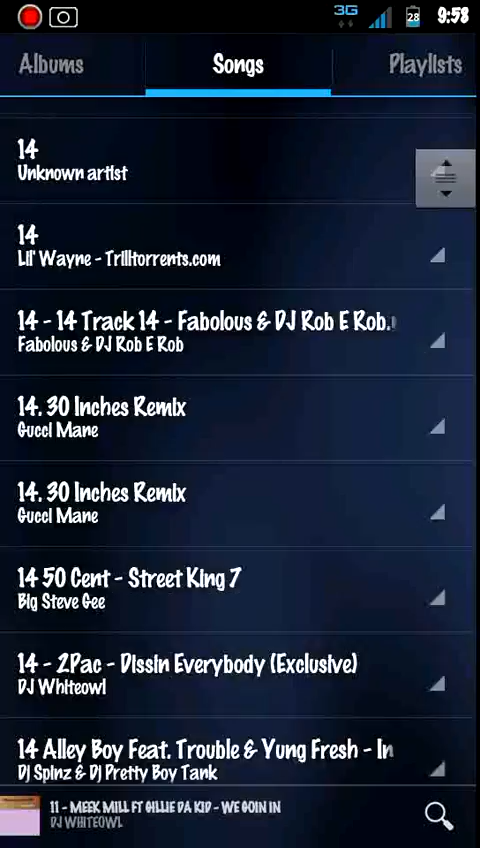 3G 28 9:58
Albums Songs Playlists
14
Unknown artist
14
Lil' Wayne - Trilltorrents.com
14 - 14 Track 14 - Fabolous & DJ Rob E Rob.
Fabolous & DJ Rob E Rob
14. 30 Inches Remix
Gucci Mane
14. 30 Inches Remix
Gucci Mane
14 50 Cent - Street King 7
Big Steve Gee
14 - 2Pac - Dissin Everybody (Exclusive)
DJ Whiteowl
14 Alley Boy Feat. Trouble & Yung Fresh - In
Dj Spinz & Dj Pretty Boy Tank
11 - MEEK MILL FT GILLIE DA KID - WE GOIN IN
DJ WHITEOWL